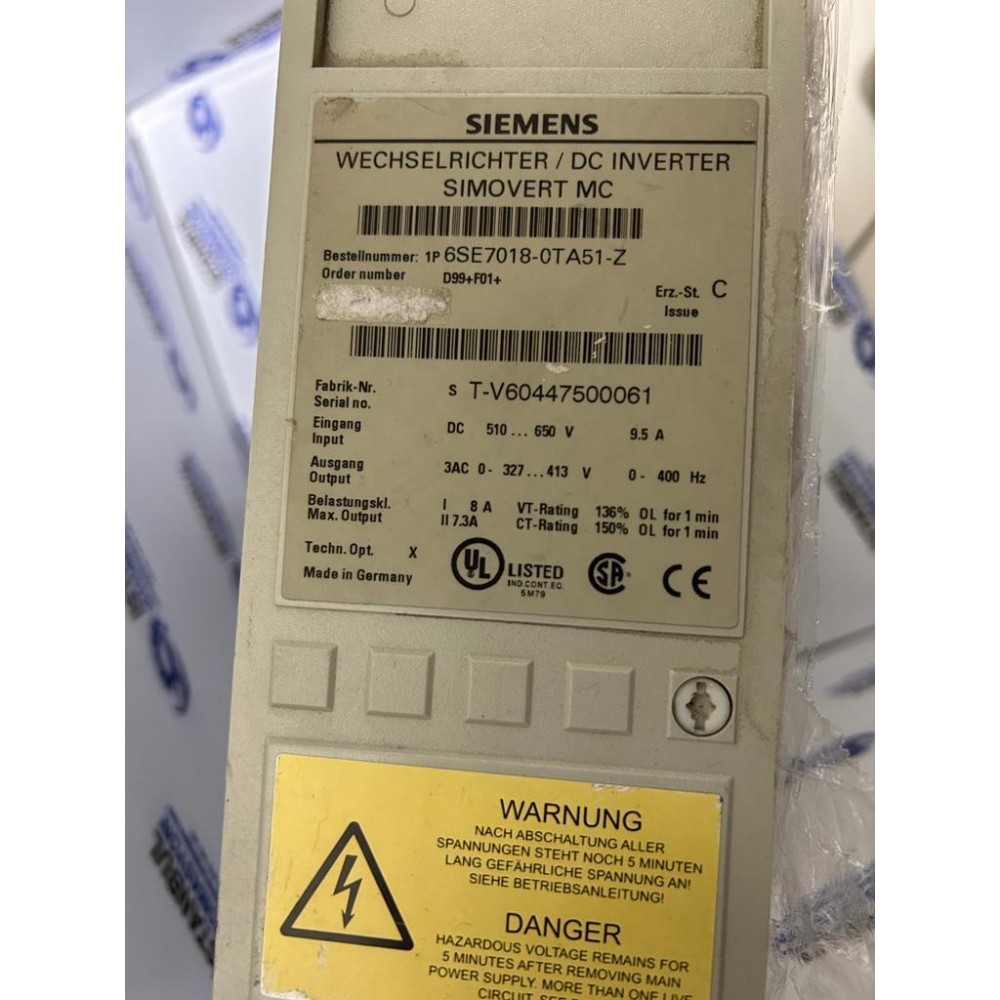 SIEMENS
WECHSELRICHTER / DC INVERTER
SIMOVERT MC
Bestellnummer: 1P 6SE7018-0TA51-Z
Order number D99+F01+
Erz.-St. C
Issue
Fabrik-Nr.
Serial no. S T-V60447500061
Eingang
Input DC 510 ... 650 V 9.5 A
Ausgang
Output 3AC 0 - 327 ... 413 V 0 - 400 Hz
Belastungskl. I 8 A VT-Rating 136% OL for 1 min
Max. Output II 7.3A CT-Rating 150% OL for 1 min
Techn. Opt. X
Made in Germany
UL LISTED
IND.CONT EQ.
5M79
SA
CE
WARNUNG
NACH ABSCHALTUNG ALLER
SPANNUNGEN STEHT NOCH 5 MINUTEN
LANG GEFÄHRLICHE SPANNUNG AN!
SIEHE BETRIEBSANLEITUNG!
DANGER
HAZARDOUS VOLTAGE REMAINS FOR
5 MINUTES AFTER REMOVING MAIN
POWER SUPPLY. MORE THAN ONE LIVE
CIRCUIT. SEE